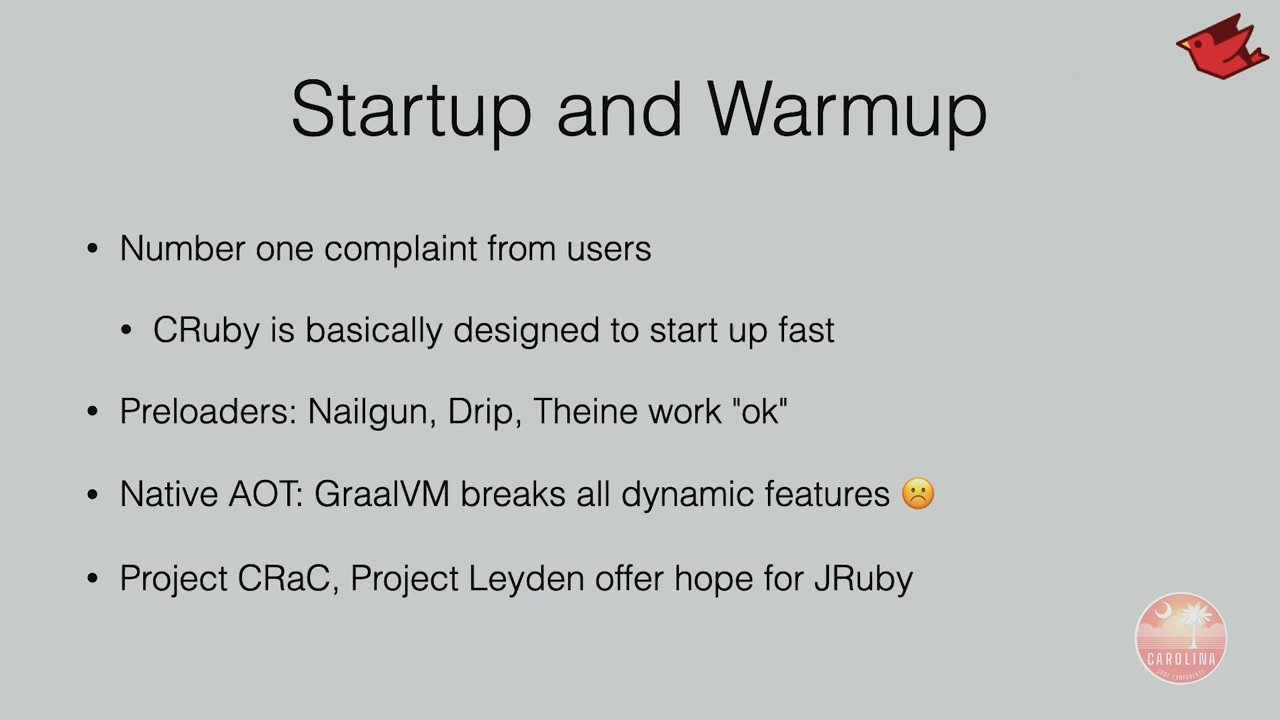 Startup and Warmup
• Number one complaint from users
• CRuby is basically designed to start up fast
• Preloaders: Nailgun, Drip, Theine work "ok"
• Native AOT: GraalVM breaks all dynamic features ☹️
• Project CRaC, Project Leyden offer hope for JRuby
CAROLINA
CODE CONFERENCE